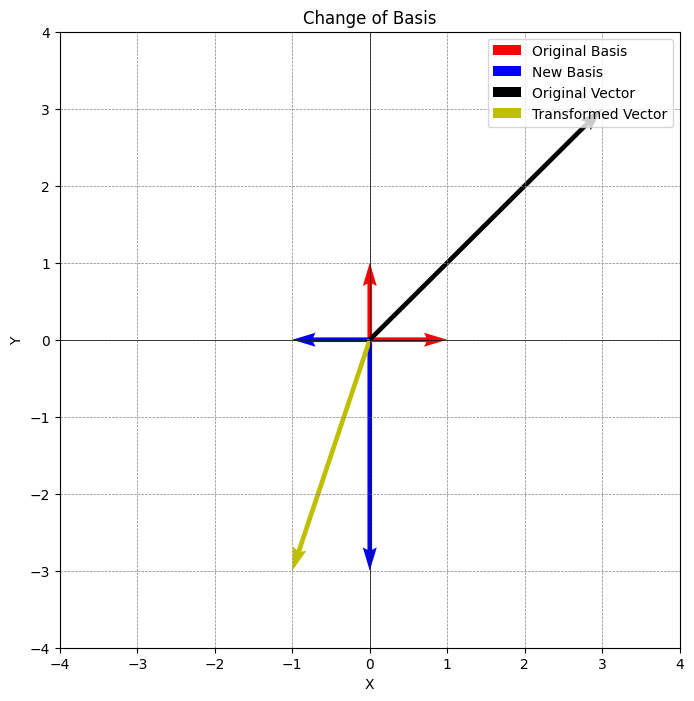 Change of Basis
Original Basis
New Basis
Original Vector
Transformed Vector
4
3
2
1
0
−1
−2
−3
−4
Y
−4 −3 −2 −1 0 1 2 3 4
X